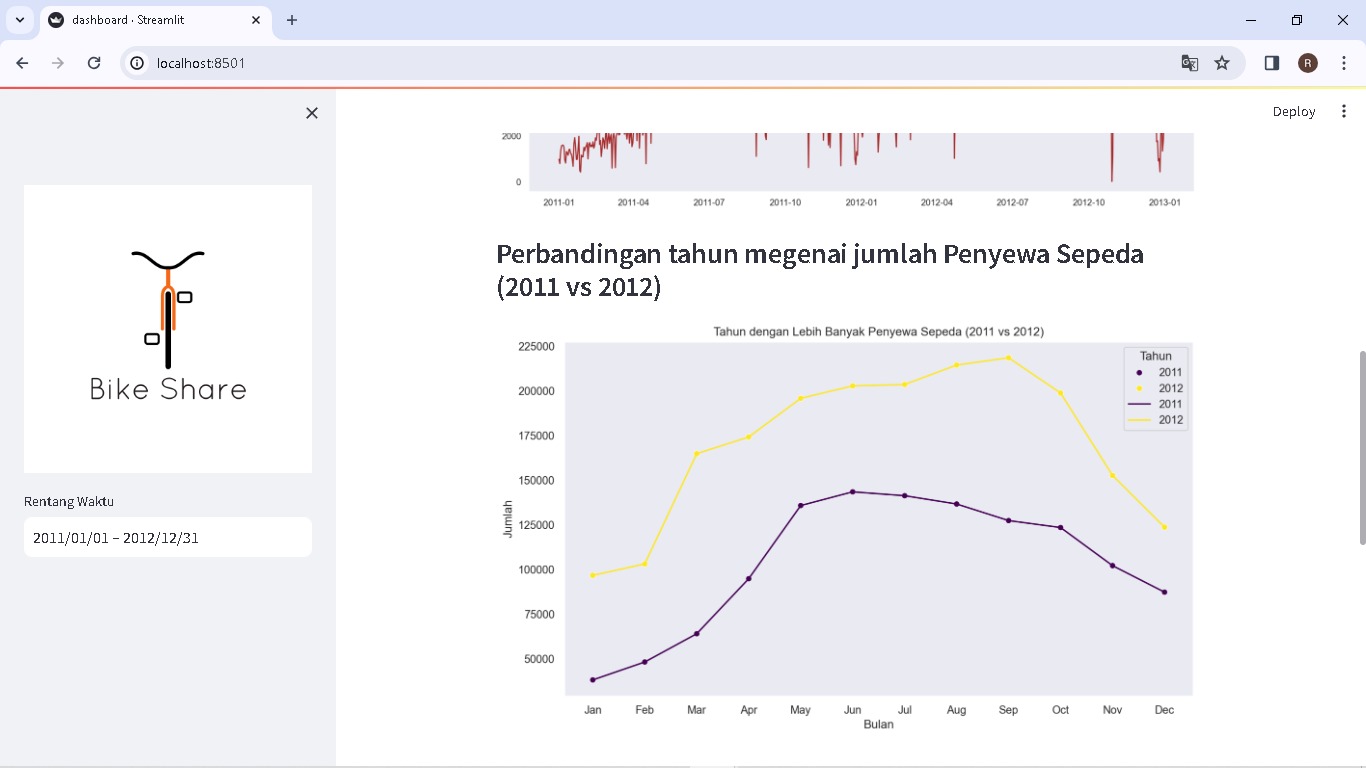 dashboard · Streamlit
localhost:8501
R
Deploy
Bike Share
Rentang Waktu
2011/01/01 – 2012/12/31
2000
0
2011-01 2011-04 2011-07 2011-10 2012-01 2012-04 2012-07 2012-10 2013-01
Perbandingan tahun megenai jumlah Penyewa Sepeda
(2011 vs 2012)
Tahun dengan Lebih Banyak Penyewa Sepeda (2011 vs 2012)
225000
200000
175000
150000
125000
100000
75000
50000
Jumlah
Tahun
2011
2012
2011
2012
Jan Feb Mar Apr May Jun Jul Aug Sep Oct Nov Dec
Bulan